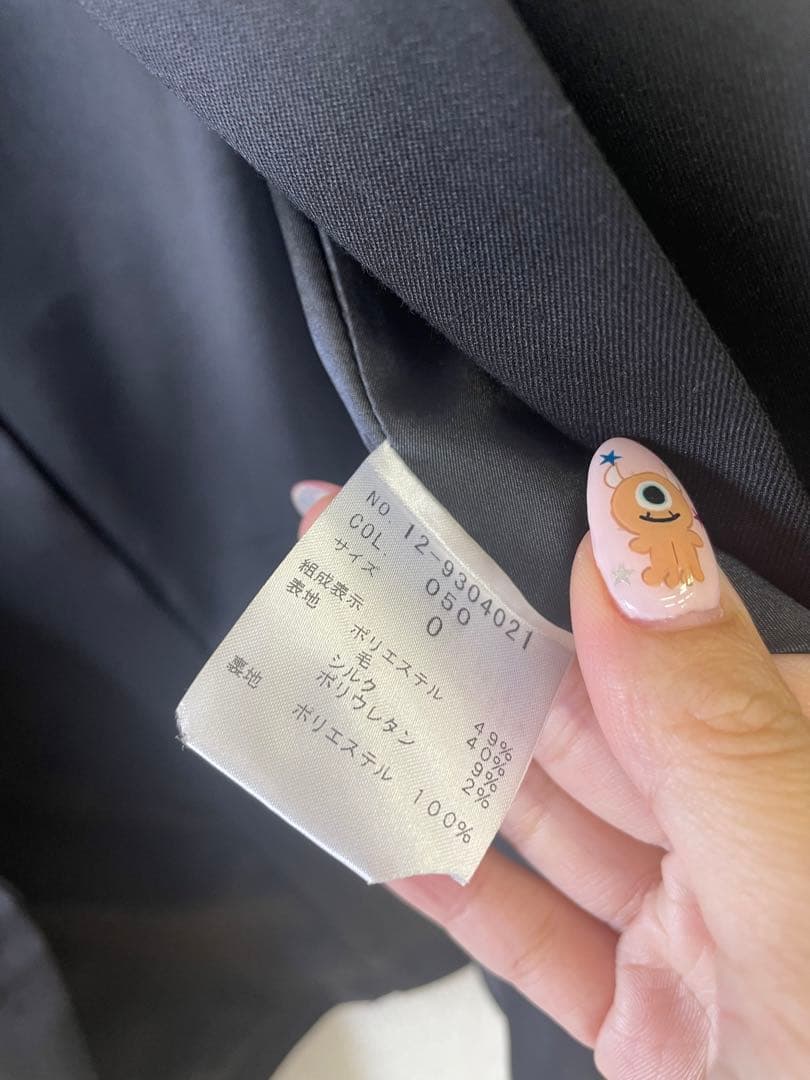 NO. 12-9304021
COL. 050
サイズ 0
組成表示
表地 ポリエステル 49%
毛 40%
シルク 9%
ポリウレタン 2%
裏地 ポリエステル 100%